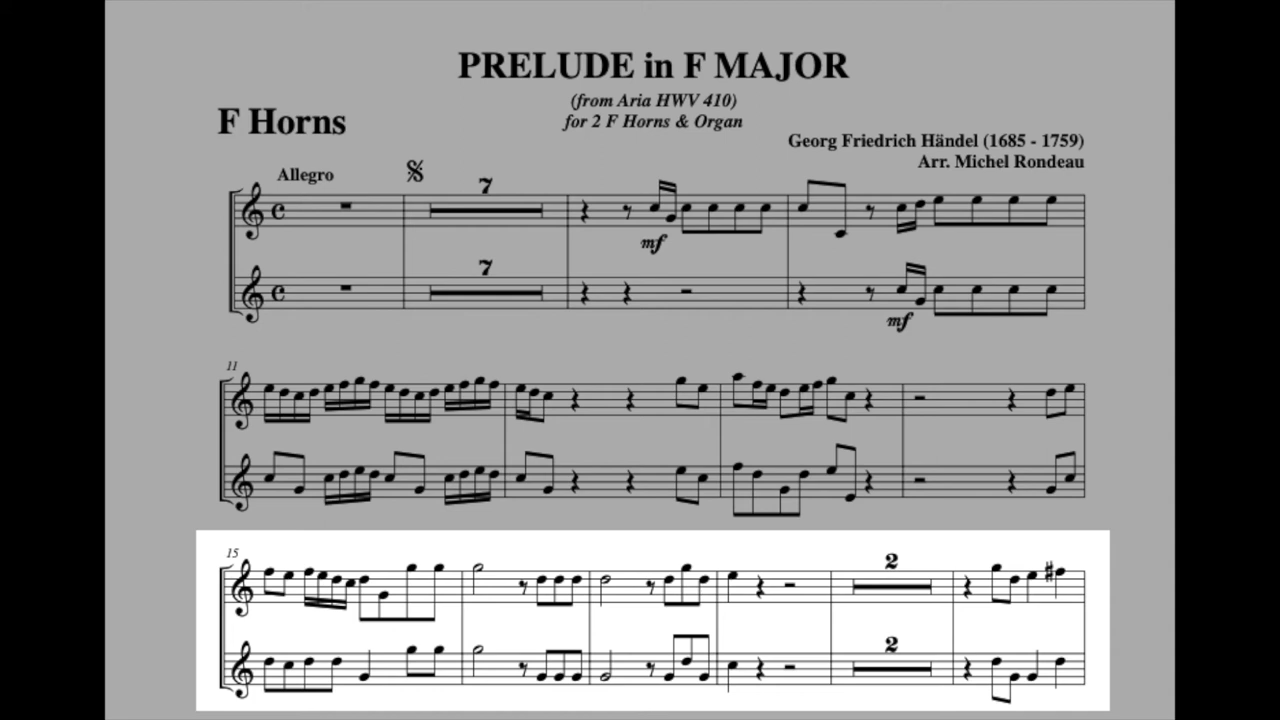 PRELUDE in F MAJOR
(from Aria HWV 410)
for 2 F Horns & Organ
F Horns
Georg Friedrich Händel (1685 - 1759)
Arr. Michel Rondeau
Allegro
7
mf
7
mf
11
15
2
2